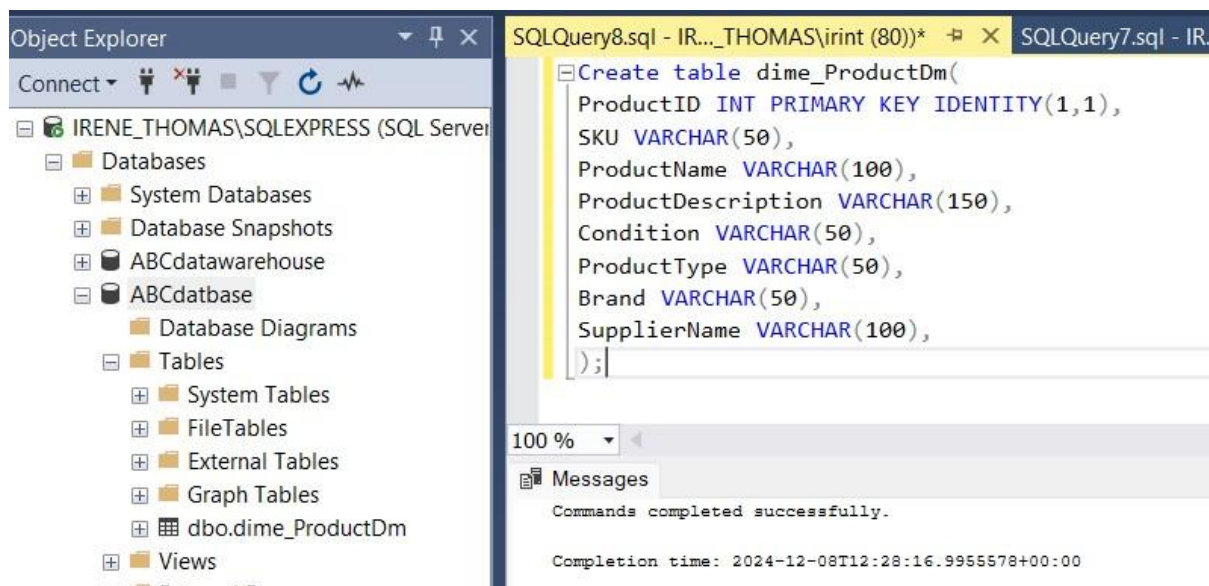 Object Explorer
Connect
IRENE_THOMAS\SQLEXPRESS (SQL Server
Databases
System Databases
Database Snapshots
ABCdatawarehouse
ABCdatbase
Database Diagrams
Tables
System Tables
FileTables
External Tables
Graph Tables
dbo.dime_ProductDm
Views
SQLQuery8.sql - IR..._THOMAS\irint (80))* SQLQuery7.sql - IR.
Create table dime_ProductDm(
ProductID INT PRIMARY KEY IDENTITY(1,1),
SKU VARCHAR(50),
ProductName VARCHAR(100),
ProductDescription VARCHAR(150),
Condition VARCHAR(50),
ProductType VARCHAR(50),
Brand VARCHAR(50),
SupplierName VARCHAR(100),
);
100 %
Messages
Commands completed successfully.
Completion time: 2024-12-08T12:28:16.9955578+00:00